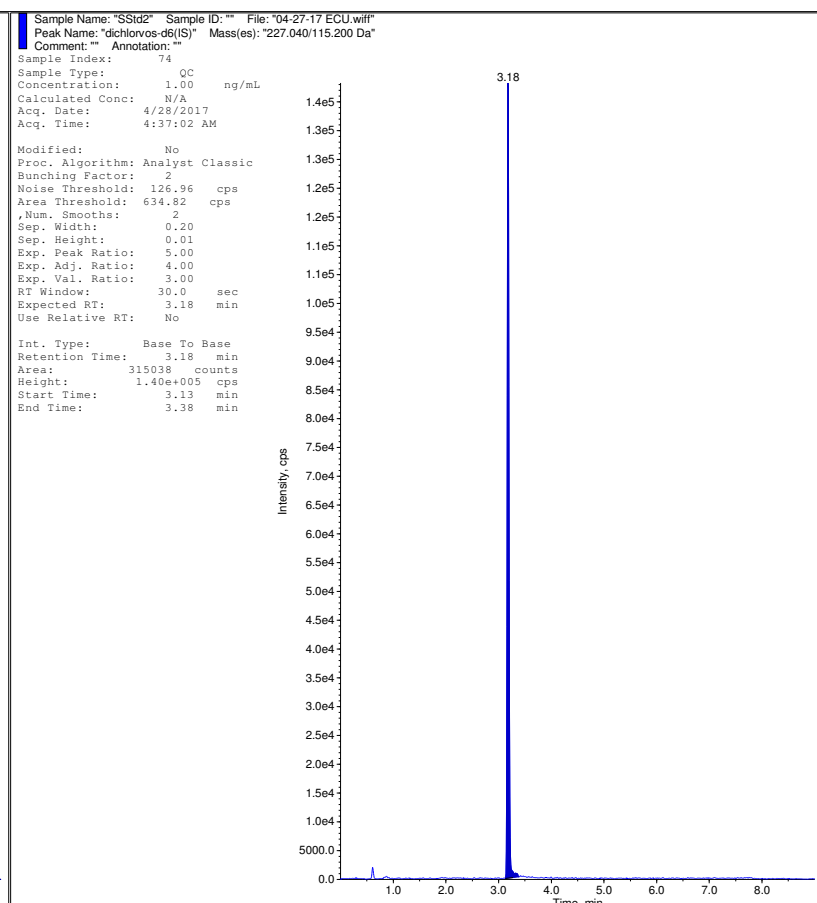 Sample Name: "SStd2" Sample ID: "" File: "04-27-17 ECU.wiff"
Peak Name: "dichlorvos-d6(IS)" Mass(es): "227.040/115.200 Da"
Comment: "" Annotation: ""
Sample Index: 74
Sample Type: QC
Concentration: 1.00 ng/mL
Calculated Conc: N/A
Acq. Date: 4/28/2017
Acq. Time: 4:37:02 AM
Modified: No
Proc. Algorithm: Analyst Classic
Bunching Factor: 2
Noise Threshold: 126.96 cps
Area Threshold: 634.82 cps
,Num. Smooths: 2
Sep. Width: 0.20
Sep. Height: 0.01
Exp. Peak Ratio: 5.00
Exp. Adj. Ratio: 4.00
Exp. Val. Ratio: 3.00
RT Window: 30.0 sec
Expected RT: 3.18 min
Use Relative RT: No
Int. Type: Base To Base
Retention Time: 3.18 min
Area: 315038 counts
Height: 1.40e+005 cps
Start Time: 3.13 min
End Time: 3.38 min
3.18
1.4e5
1.3e5
1.3e5
1.2e5
1.2e5
1.1e5
1.1e5
1.0e5
9.5e4
9.0e4
8.5e4
8.0e4
7.5e4
7.0e4
6.5e4
6.0e4
5.5e4
5.0e4
4.5e4
4.0e4
3.5e4
3.0e4
2.5e4
2.0e4
1.5e4
1.0e4
5000.0
0.0
Intensity, cps
1.0 2.0 3.0 4.0 5.0 6.0 7.0 8.0
Time, min